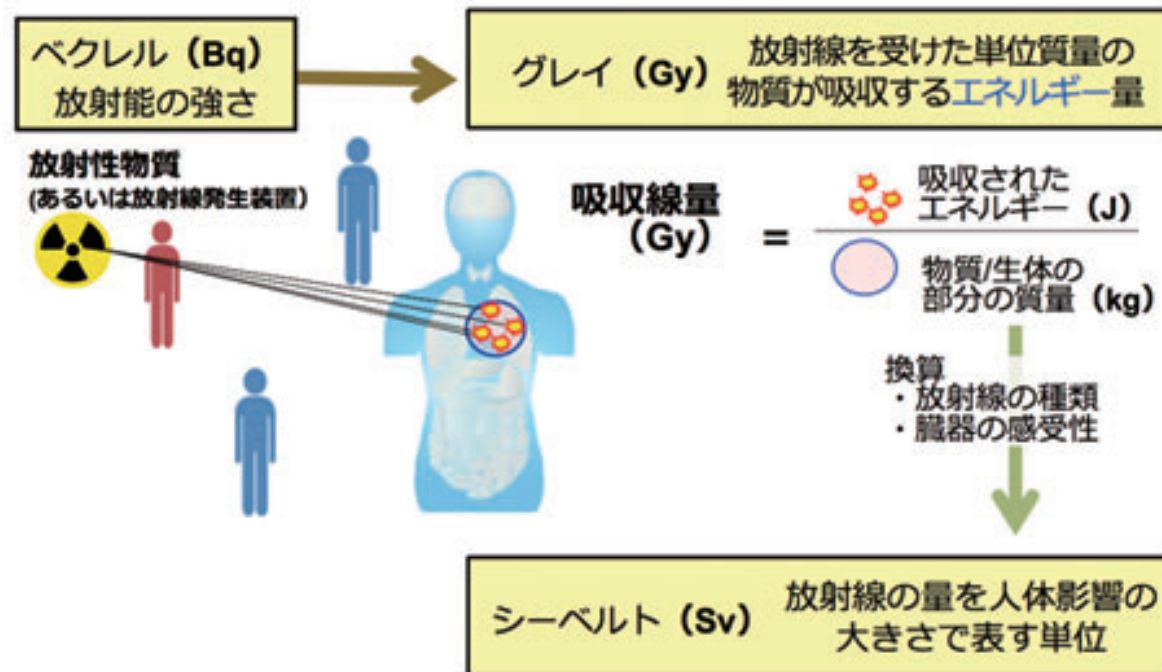 ベクレル（Bq）
放射能の強さ
グレイ（Gy）
放射線を受けた単位質量の
物質が吸収するエネルギー量
放射性物質
(あるいは放射線発生装置）
吸収線量
（Gy）
=
吸収された
エネルギー（J）
物質/生体の
部分の質量（kg）
換算
・放射線の種類
・臓器の感受性
シーベルト（Sv）
放射線の量を人体影響の
大きさで表す単位